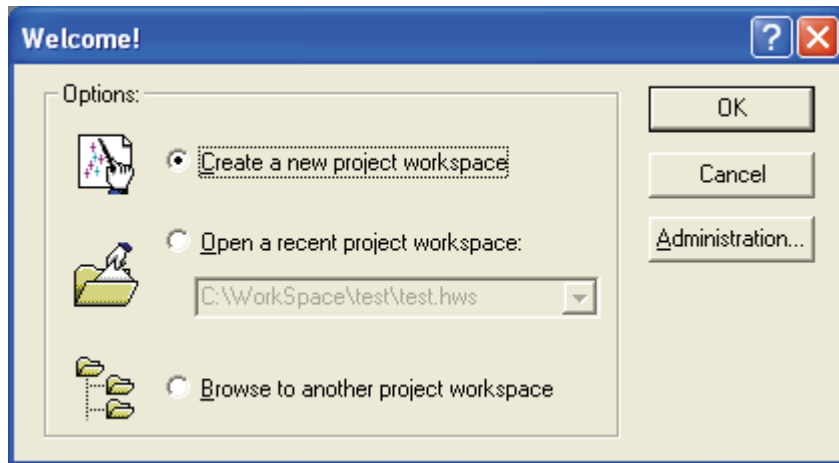 Welcome!
Options:
Create a new project workspace
Open a recent project workspace:
C:\WorkSpace\test\test.hws
Browse to another project workspace
OK
Cancel
Administration...